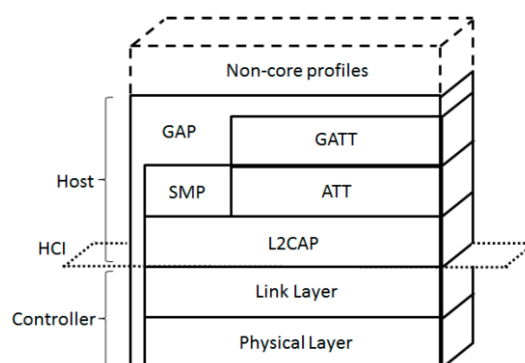 Non-core profiles
GAP
GATT
Host
SMP
ATT
HCI
L2CAP
Link Layer
Controller
Physical Layer